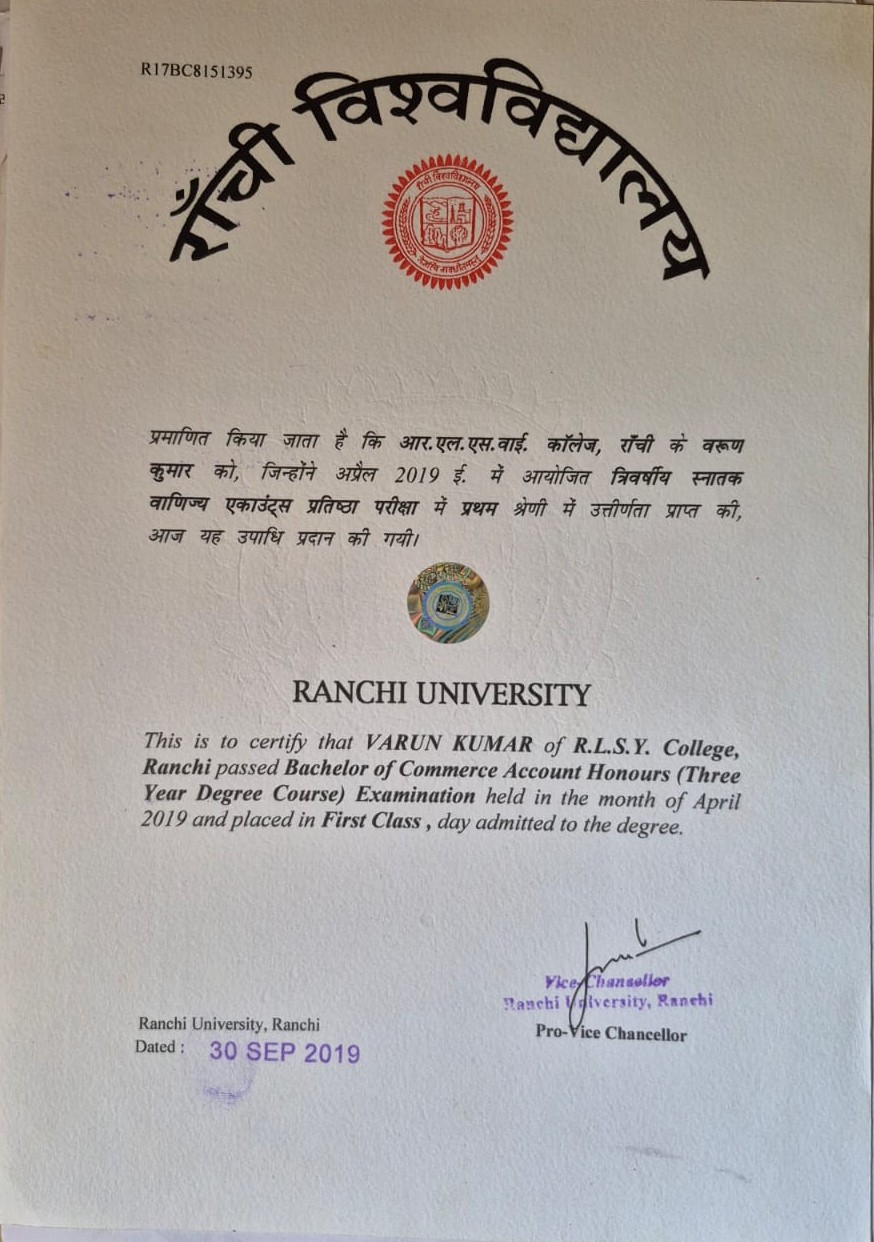 R17BC8151395
राँची विश्वविद्यालय
राँची विश्वविद्यालय
प्रमाणित किया जाता है कि आर.एल.एस.वाई. कॉलेज, राँची के वरूण
कुमार को, जिन्होंने अप्रैल 2019 ई. में आयोजित त्रिवर्षीय स्नातक
वाणिज्य एकाउंट्स प्रतिष्ठा परीक्षा में प्रथम श्रेणी में उत्तीर्णता प्राप्त की,
आज यह उपाधि प्रदान की गयी।
RANCHI UNIVERSITY
This is to certify that VARUN KUMAR of R.L.S.Y. College,
Ranchi passed Bachelor of Commerce Account Honours (Three
Year Degree Course) Examination held in the month of April
2019 and placed in First Class , day admitted to the degree.
Vice-Chansellor
Ranchi University, Ranchi
Pro-Vice Chancellor
Ranchi University, Ranchi
Dated : 30 SEP 2019